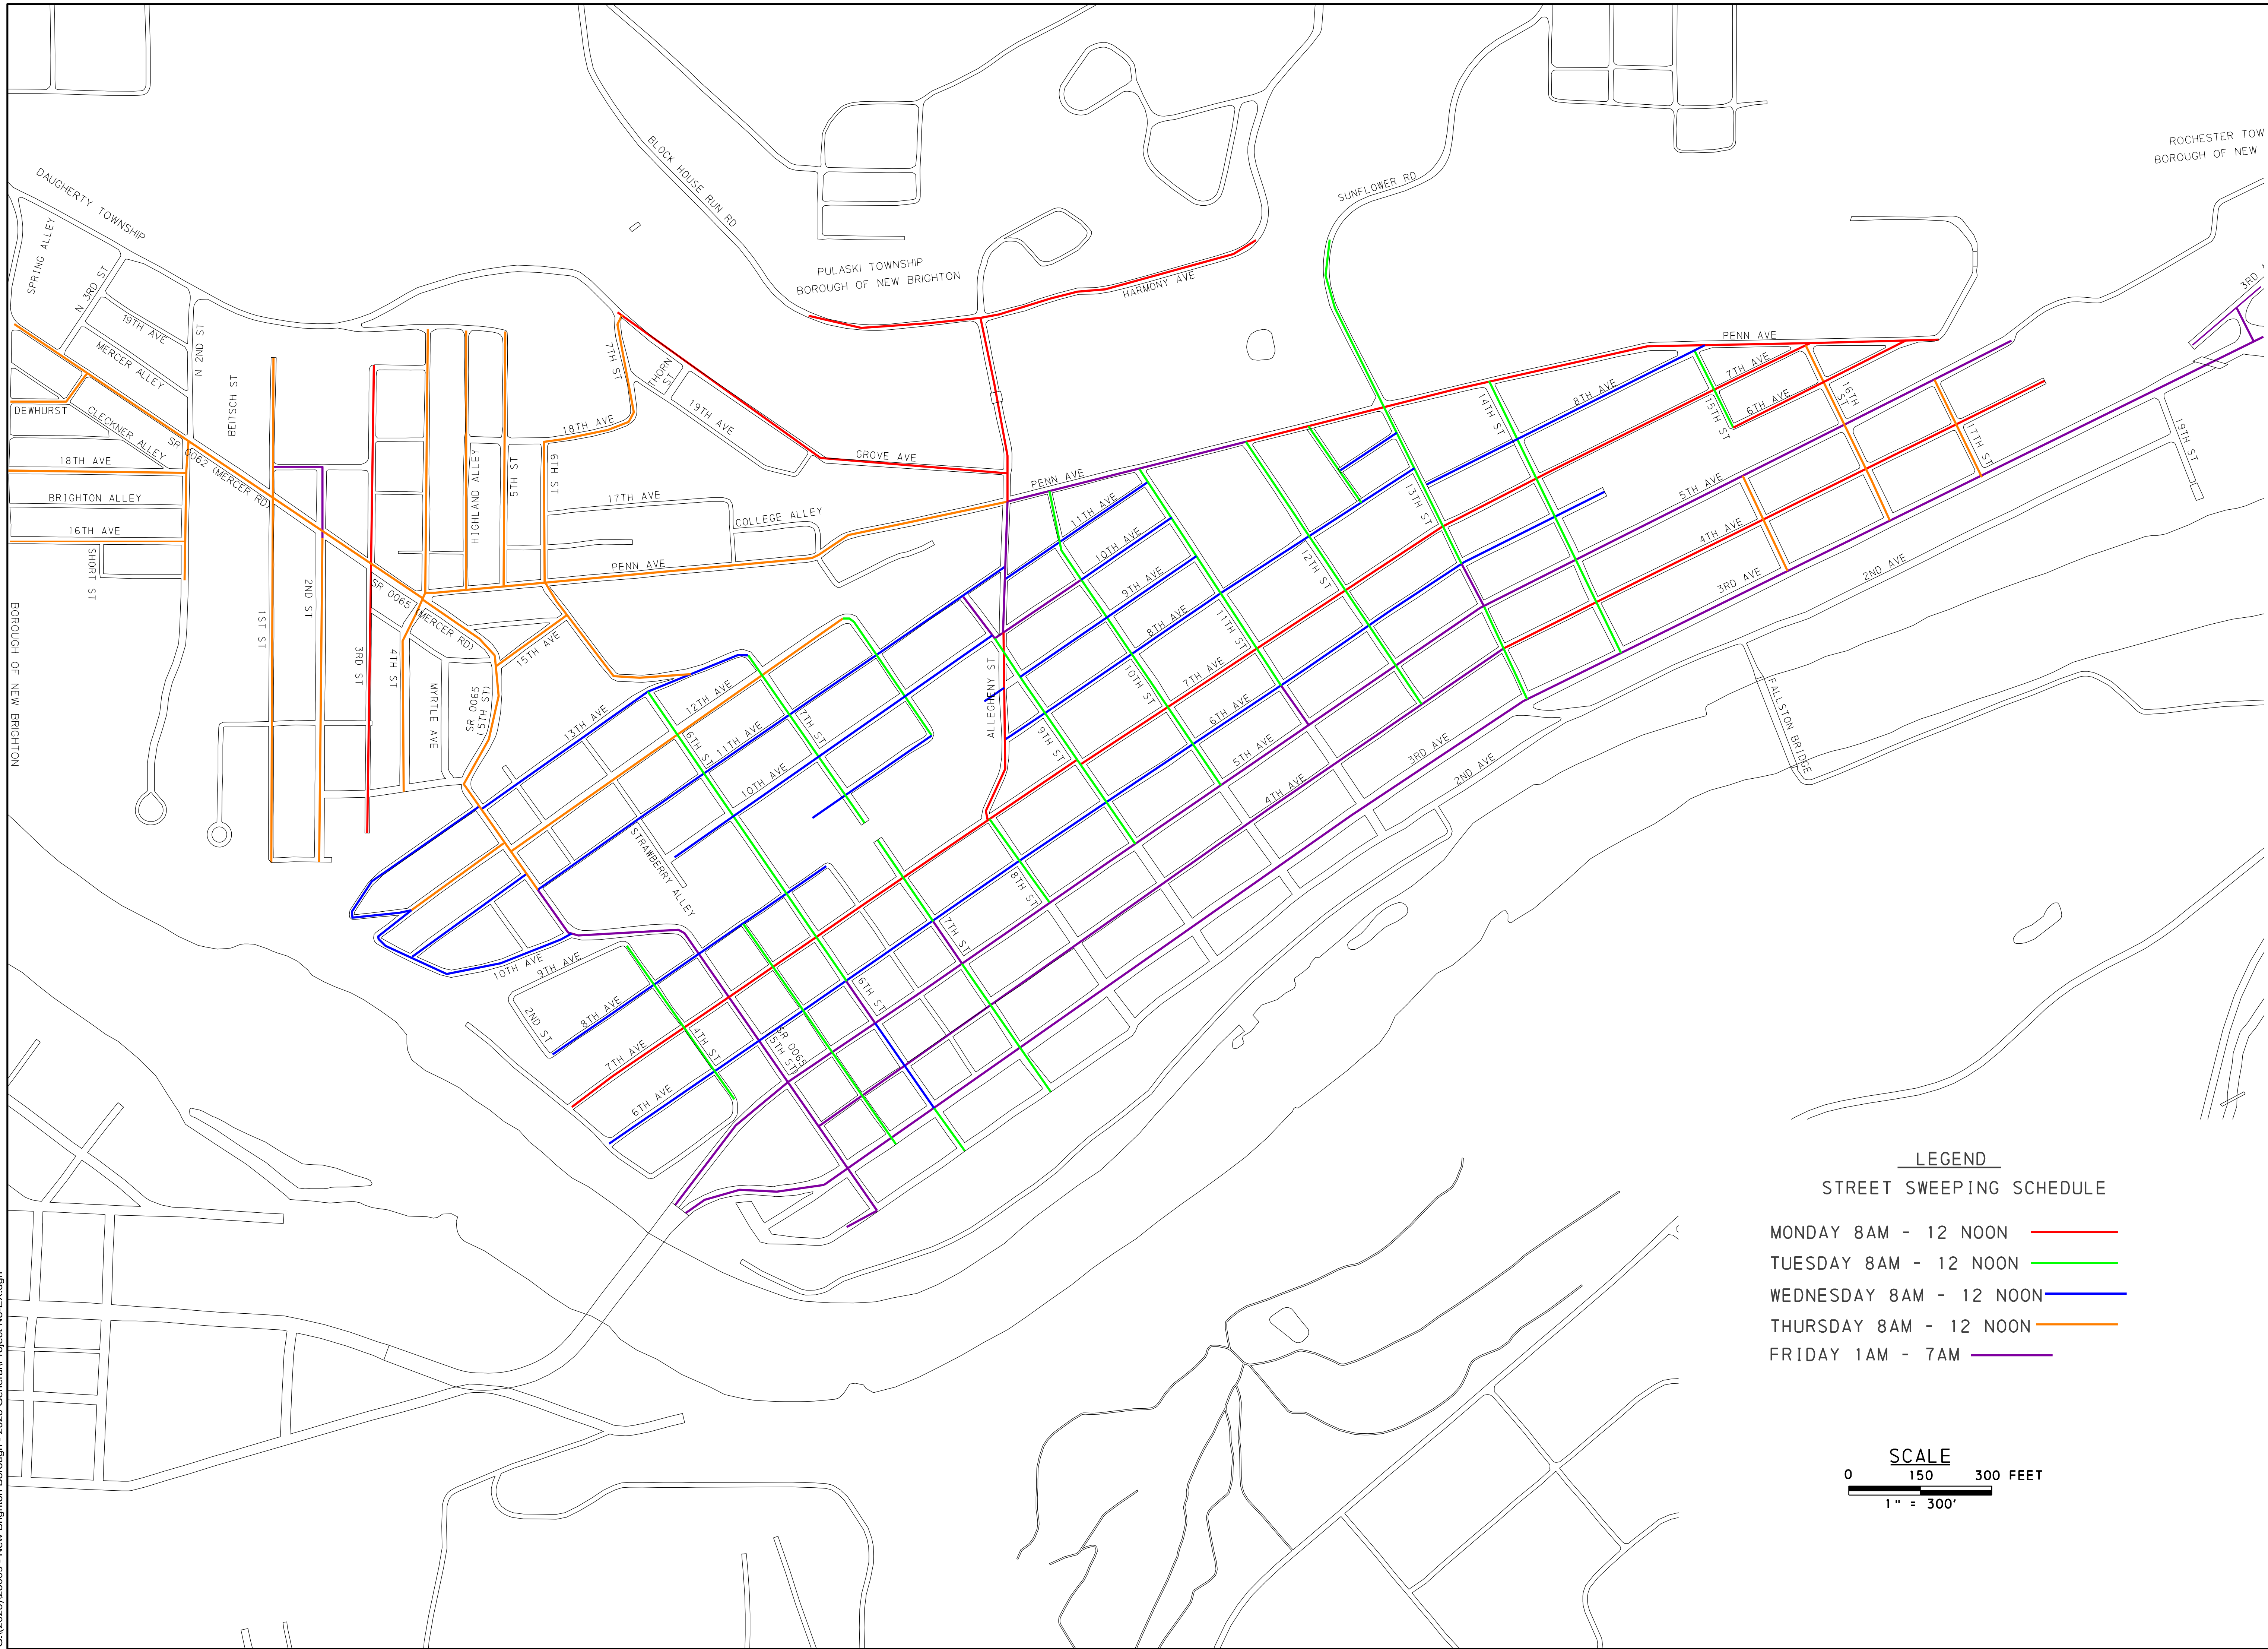 DAUGHERTY TOWNSHIP
SPRING ALLEY
N 3RD ST
19TH AVE
MERCER ALLEY
N 2ND ST
BEITSCH ST
DEWHURST
CLECKNER ALLEY
SR 0062 (MERCER RD)
18TH AVE
BRIGHTON ALLEY
16TH AVE
SHORT ST
BOROUGH OF NEW BRIGHTON
1ST ST
2ND ST
3RD ST
4TH ST
SR 0065 (MERCER RD)
MYRTLE AVE
SR 0065
(5TH ST)
HIGHLAND ALLEY
5TH ST
6TH ST
7TH ST
THORN
ST
18TH AVE
19TH AVE
17TH AVE
COLLEGE ALLEY
PENN AVE
15TH AVE
GROVE AVE
BLOCK HOUSE RUN RD
PULASKI TOWNSHIP
BOROUGH OF NEW BRIGHTON
HARMONY AVE
SUNFLOWER RD
ROCHESTER TOW
BOROUGH OF NEW
3RD
PENN AVE
PENN AVE
7TH AVE
8TH AVE
6TH AVE
14TH ST
15TH ST
16TH
ST
17TH ST
19TH ST
13TH ST
12TH ST
11TH ST
10TH ST
9TH ST
11TH AVE
10TH AVE
9TH AVE
8TH AVE
7TH AVE
6TH AVE
5TH AVE
4TH AVE
3RD AVE
2ND AVE
5TH AVE
4TH AVE
3RD AVE
2ND AVE
FALLSTON BRIDGE
ALLEGHENY ST
13TH AVE
12TH AVE
11TH AVE
10TH AVE
6TH ST
7TH ST
STRAWBERRY ALLEY
8TH ST
7TH ST
6TH ST
10TH AVE
9TH AVE
2ND ST
8TH AVE
7TH AVE
6TH AVE
4TH ST
SR 0065
(5TH ST)
LEGEND
STREET SWEEPING SCHEDULE
MONDAY 8AM - 12 NOON
TUESDAY 8AM - 12 NOON
WEDNESDAY 8AM - 12 NOON
THURSDAY 8AM - 12 NOON
FRIDAY 1AM - 7AM
SCALE
0 150 300 FEET
1" = 300'